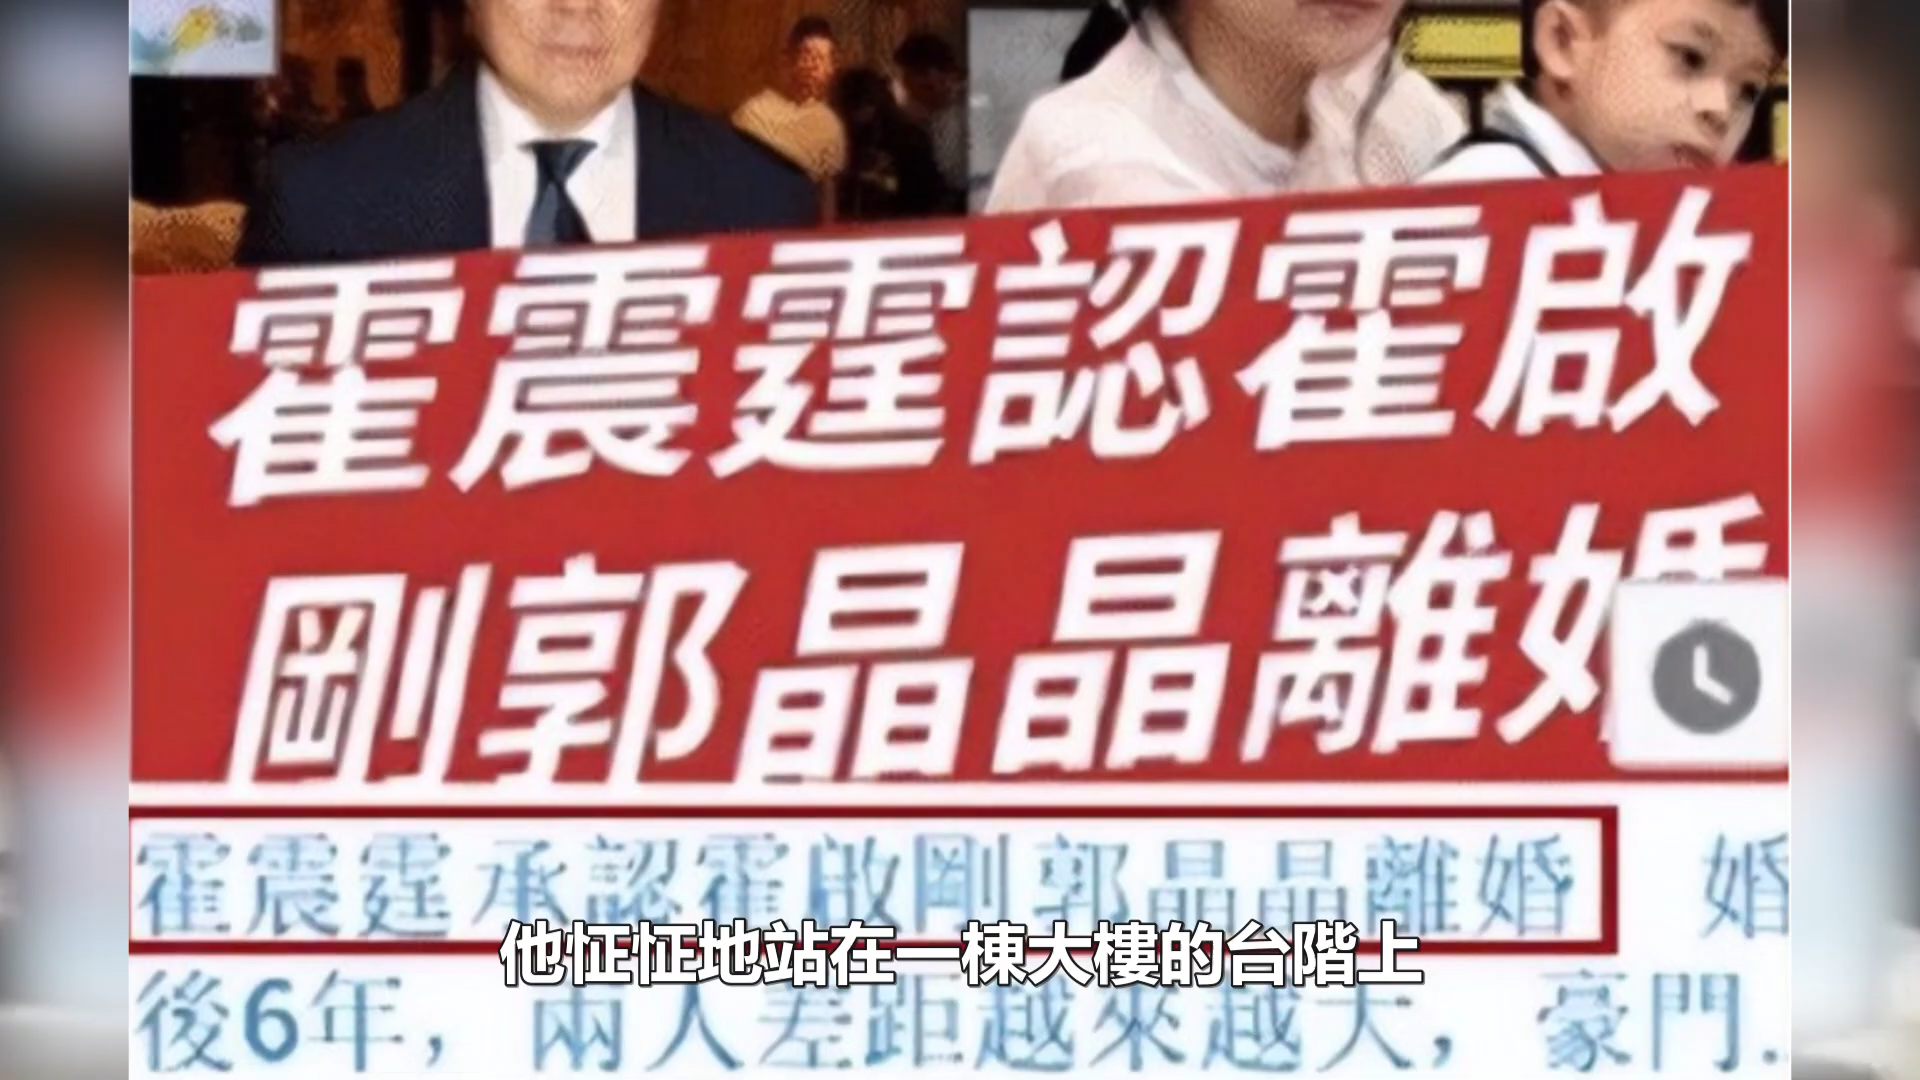 霍震霆認霍啟
剛郭晶晶離婚
霍震霆承認霍啟剛郭晶晶離婚 婚
後6年，兩人差距越來越大，豪門.
他怔怔地站在一棟大樓的台階上